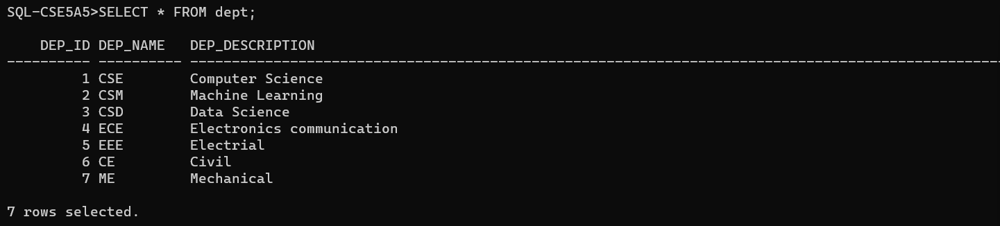 SQL-CSE5A5>SELECT * FROM dept;
DEP_ID DEP_NAME DEP_DESCRIPTION
---------- ---------- --------------------------------------------------------------------------------------------------
1 CSE Computer Science
2 CSM Machine Learning
3 CSD Data Science
4 ECE Electronics communication
5 EEE Electrial
6 CE Civil
7 ME Mechanical
7 rows selected.